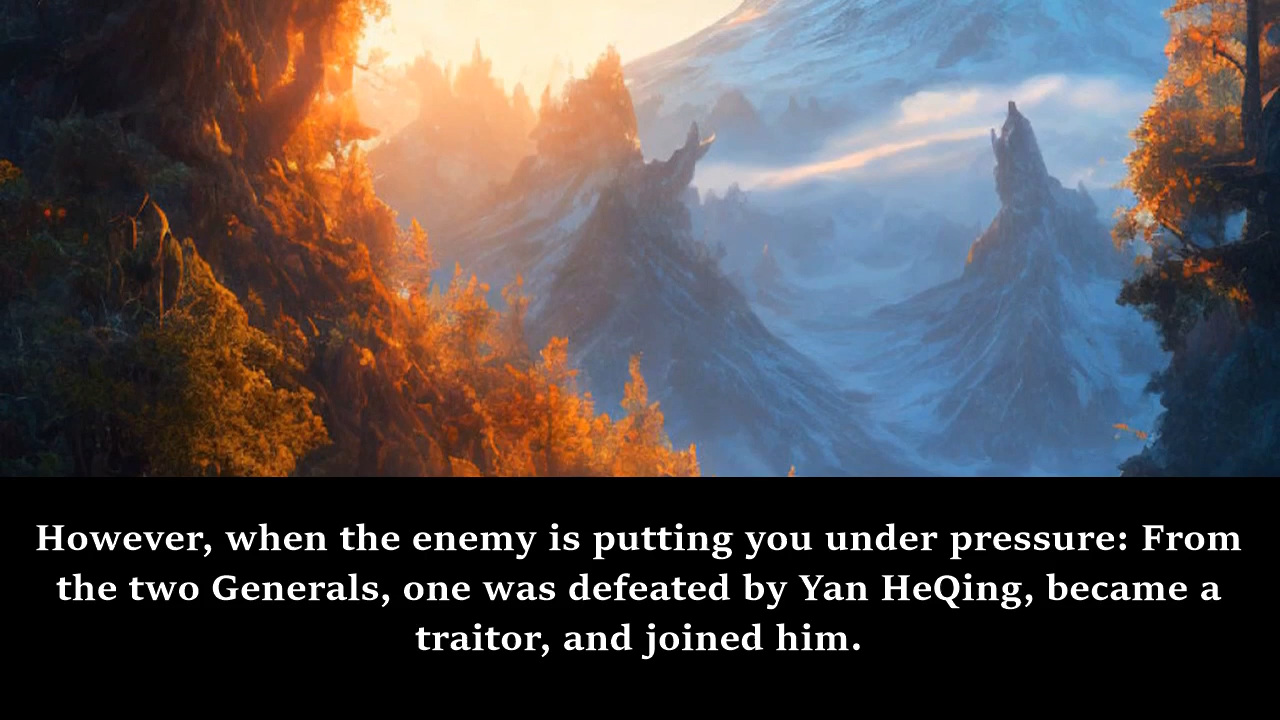 However, when the enemy is putting you under pressure: From
the two Generals, one was defeated by Yan HeQing, became a
traitor, and joined him.